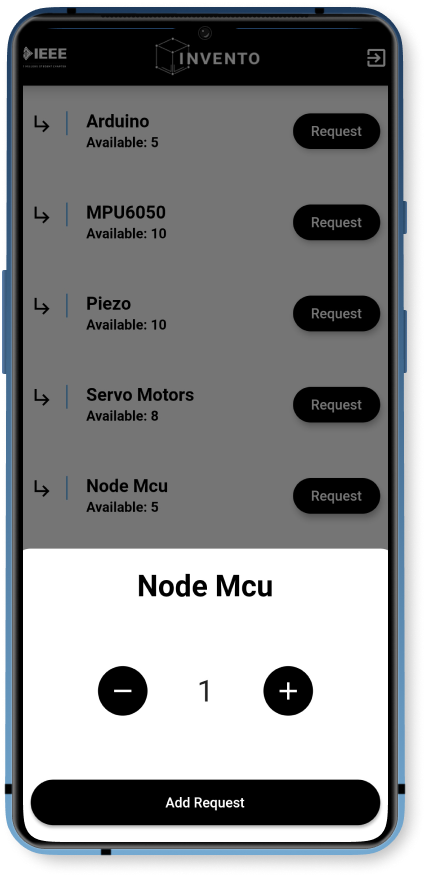 IEEE
INVENTO
Arduino
Available: 5
Request
MPU6050
Available: 10
Request
Piezo
Available: 10
Request
Servo Motors
Available: 8
Request
Node Mcu
Available: 5
Request
Node Mcu
1
Add Request